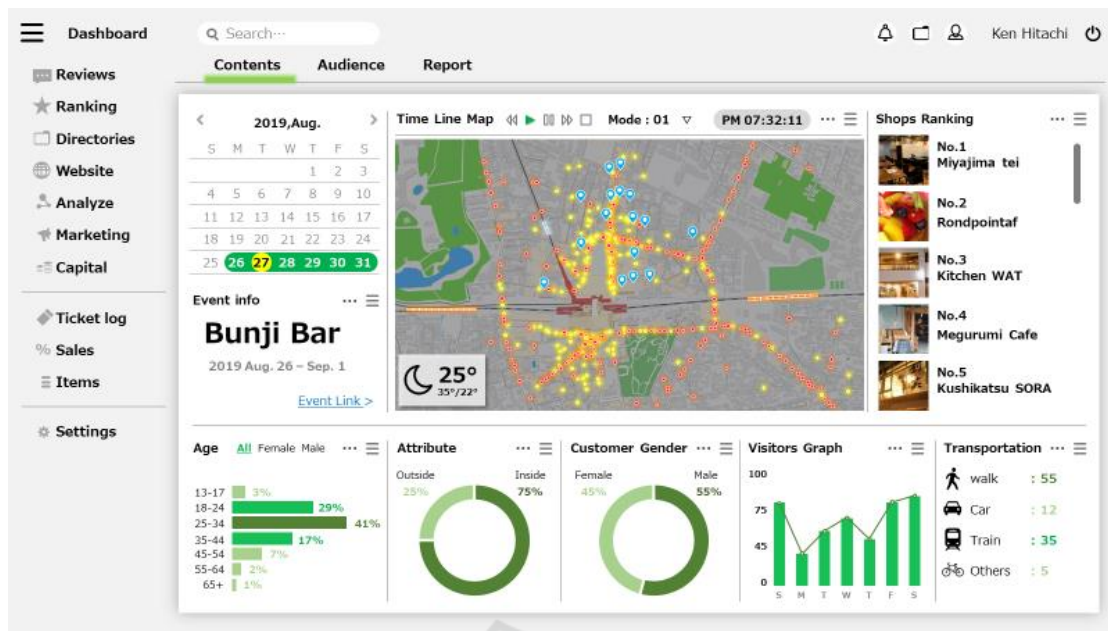 Dashboard
Search···
Ken Hitachi
Contents Audience Report
Reviews
Ranking
Directories
Website
Analyze
Marketing
Capital
Ticket log
% Sales
Items
Settings
< 2019,Aug. >
S M T W T F S
1 2 3
4 5 6 7 8 9 10
11 12 13 14 15 16 17
18 19 20 21 22 23 24
25 26 27 28 29 30 31
Event info ···
Bunji Bar
2019 Aug. 26 – Sep. 1
Event Link >
Time Line Map Mode : 01 ▽ PM 07:32:11 ···
25°
35°/22°
Shops Ranking ···
No.1
Miyajima tei
No.2
Rondpointaf
No.3
Kitchen WAT
No.4
Megurumi Cafe
No.5
Kushikatsu SORA
Age All Female Male ···
13-17 3%
18-24 29%
25-34 41%
35-44 17%
45-54 7%
55-64 2%
65+ 1%
Attribute ···
Outside Inside
25% 75%
Customer Gender ···
Female Male
45% 55%
Visitors Graph ···
100
75
45
0
S M T W T F S
Transportation ···
walk : 55
Car : 12
Train : 35
Others : 5